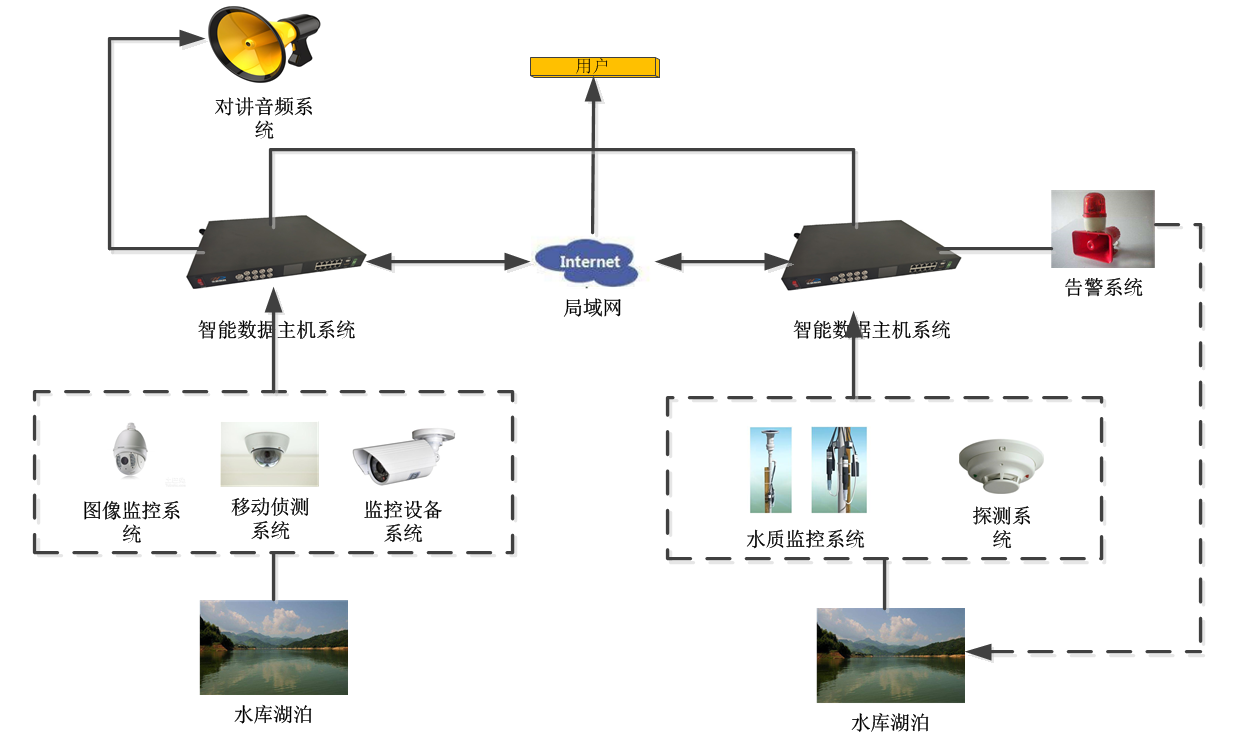 用户
对讲音频系
统
Internet
局域网
告警系统
智能数据主机系统
智能数据主机系统
图像监控系
统
移动侦测
系统
监控设备
系统
水质监控系统
探测系
统
水库湖泊
水库湖泊